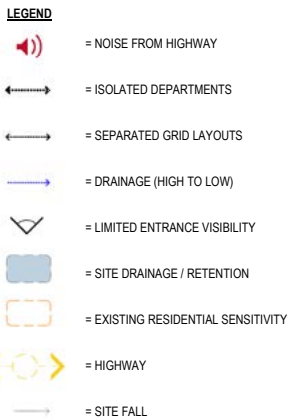 LEGEND
= NOISE FROM HIGHWAY
= ISOLATED DEPARTMENTS
= SEPARATED GRID LAYOUTS
= DRAINAGE (HIGH TO LOW)
= LIMITED ENTRANCE VISIBILITY
= SITE DRAINAGE / RETENTION
= EXISTING RESIDENTIAL SENSITIVITY
= HIGHWAY
= SITE FALL